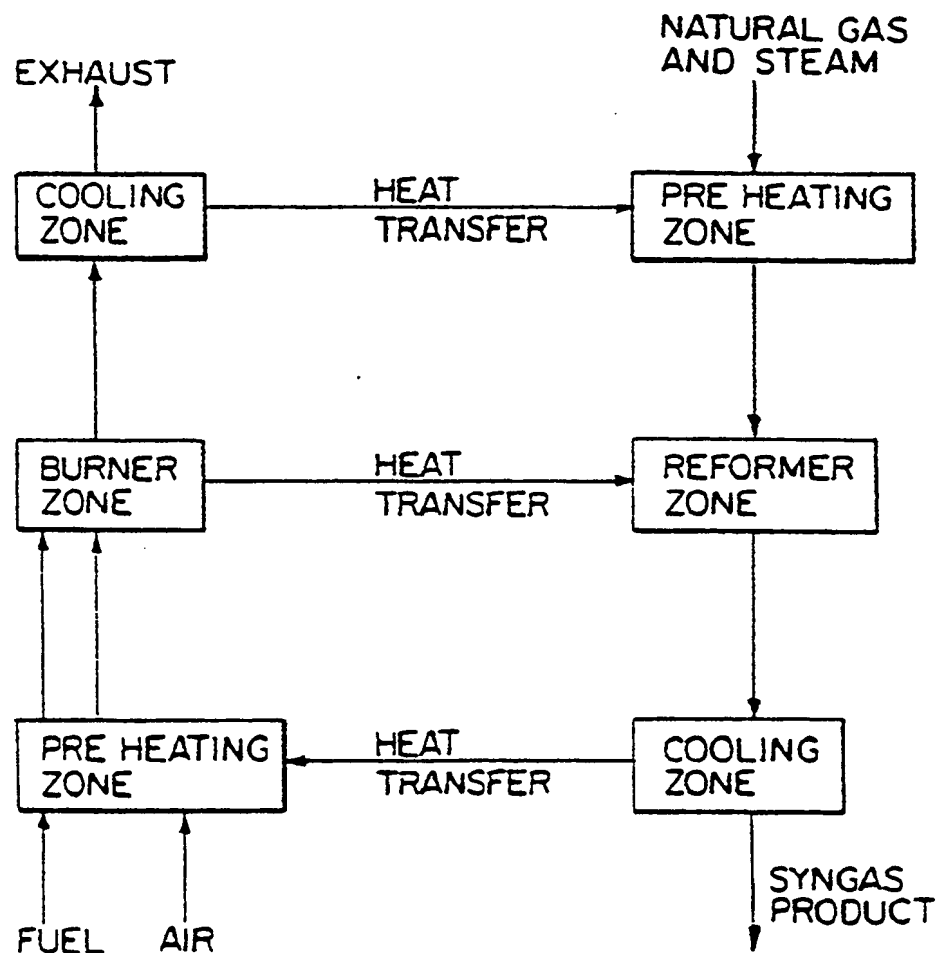 NATURAL GAS
AND STEAM
EXHAUST
COOLING
ZONE
HEAT
TRANSFER
PRE HEATING
ZONE
BURNER
ZONE
HEAT
TRANSFER
REFORMER
ZONE
PRE HEATING
ZONE
HEAT
TRANSFER
COOLING
ZONE
SYNGAS
PRODUCT
FUEL
AIR